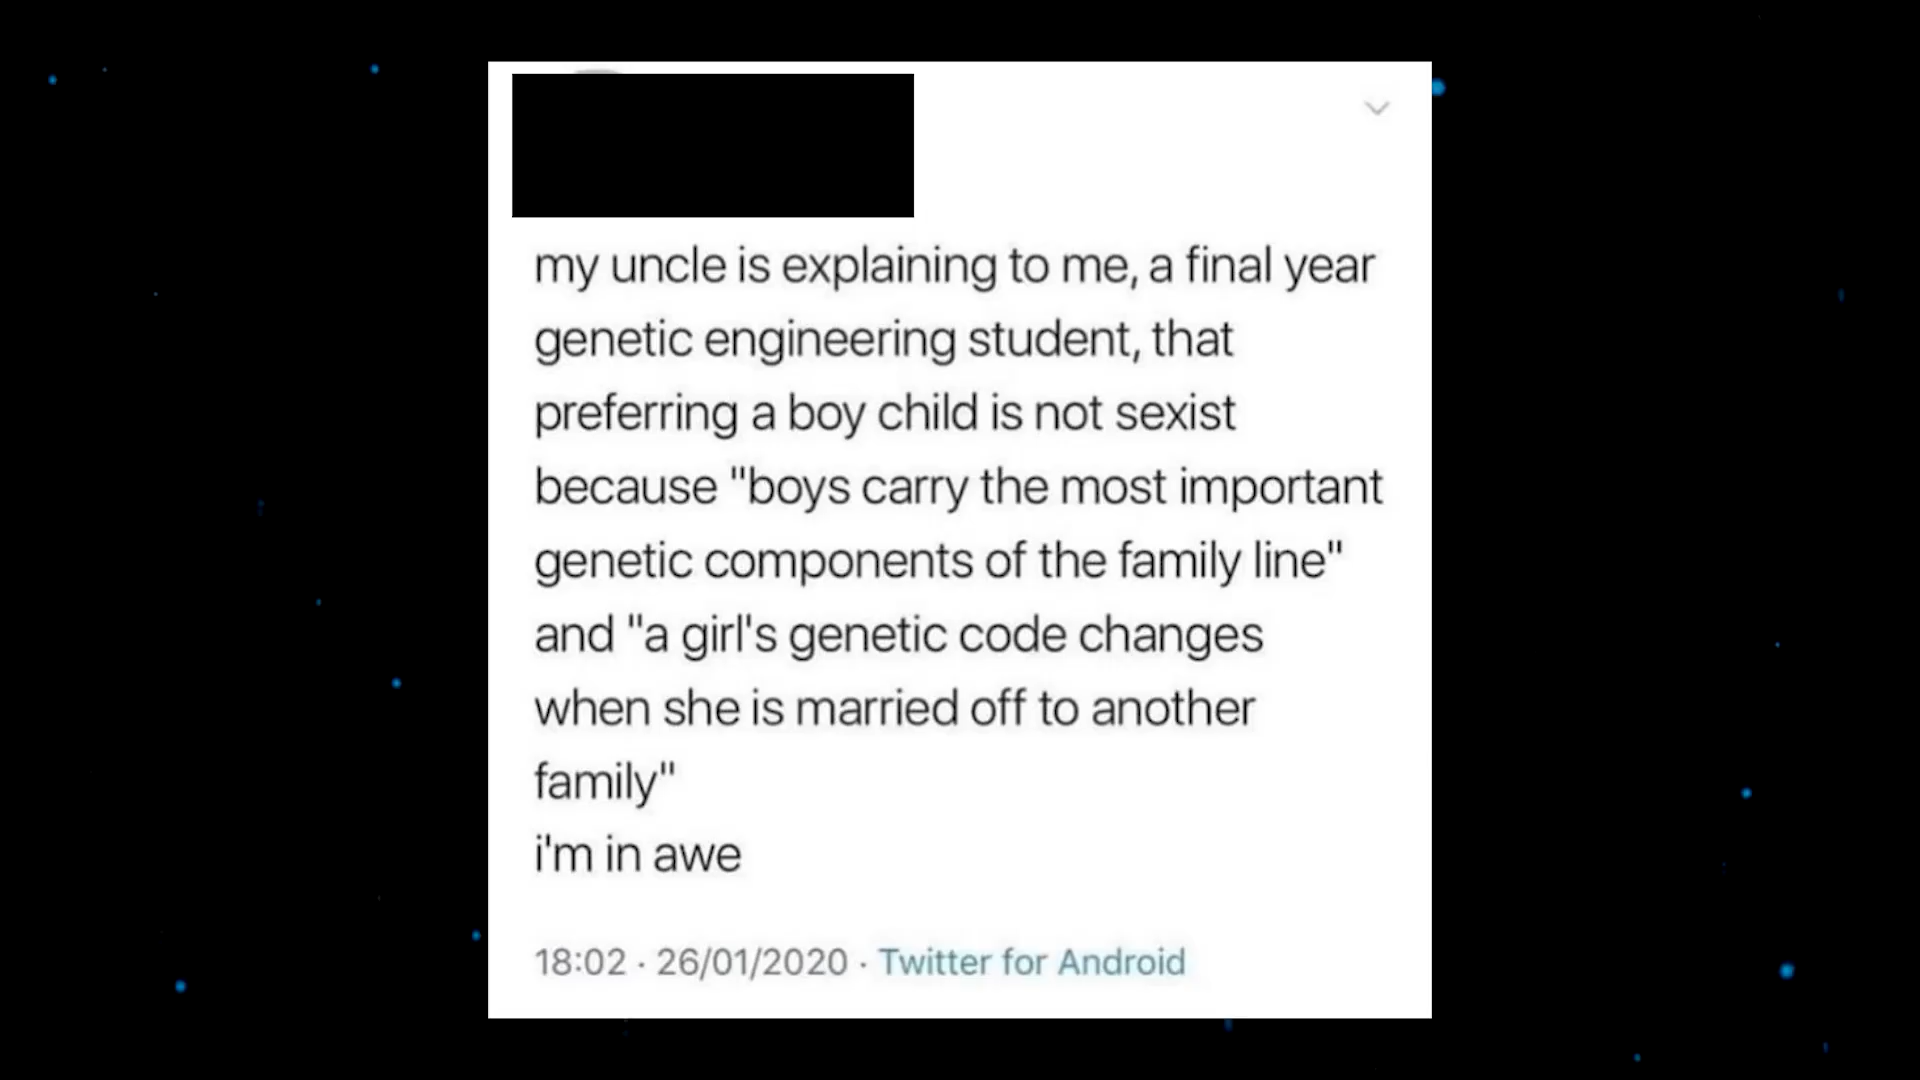 my uncle is explaining to me, a final year
genetic engineering student, that
preferring a boy child is not sexist
because "boys carry the most important
genetic components of the family line"
and "a girl's genetic code changes
when she is married off to another
family"
i'm in awe
18:02 · 26/01/2020 · Twitter for Android